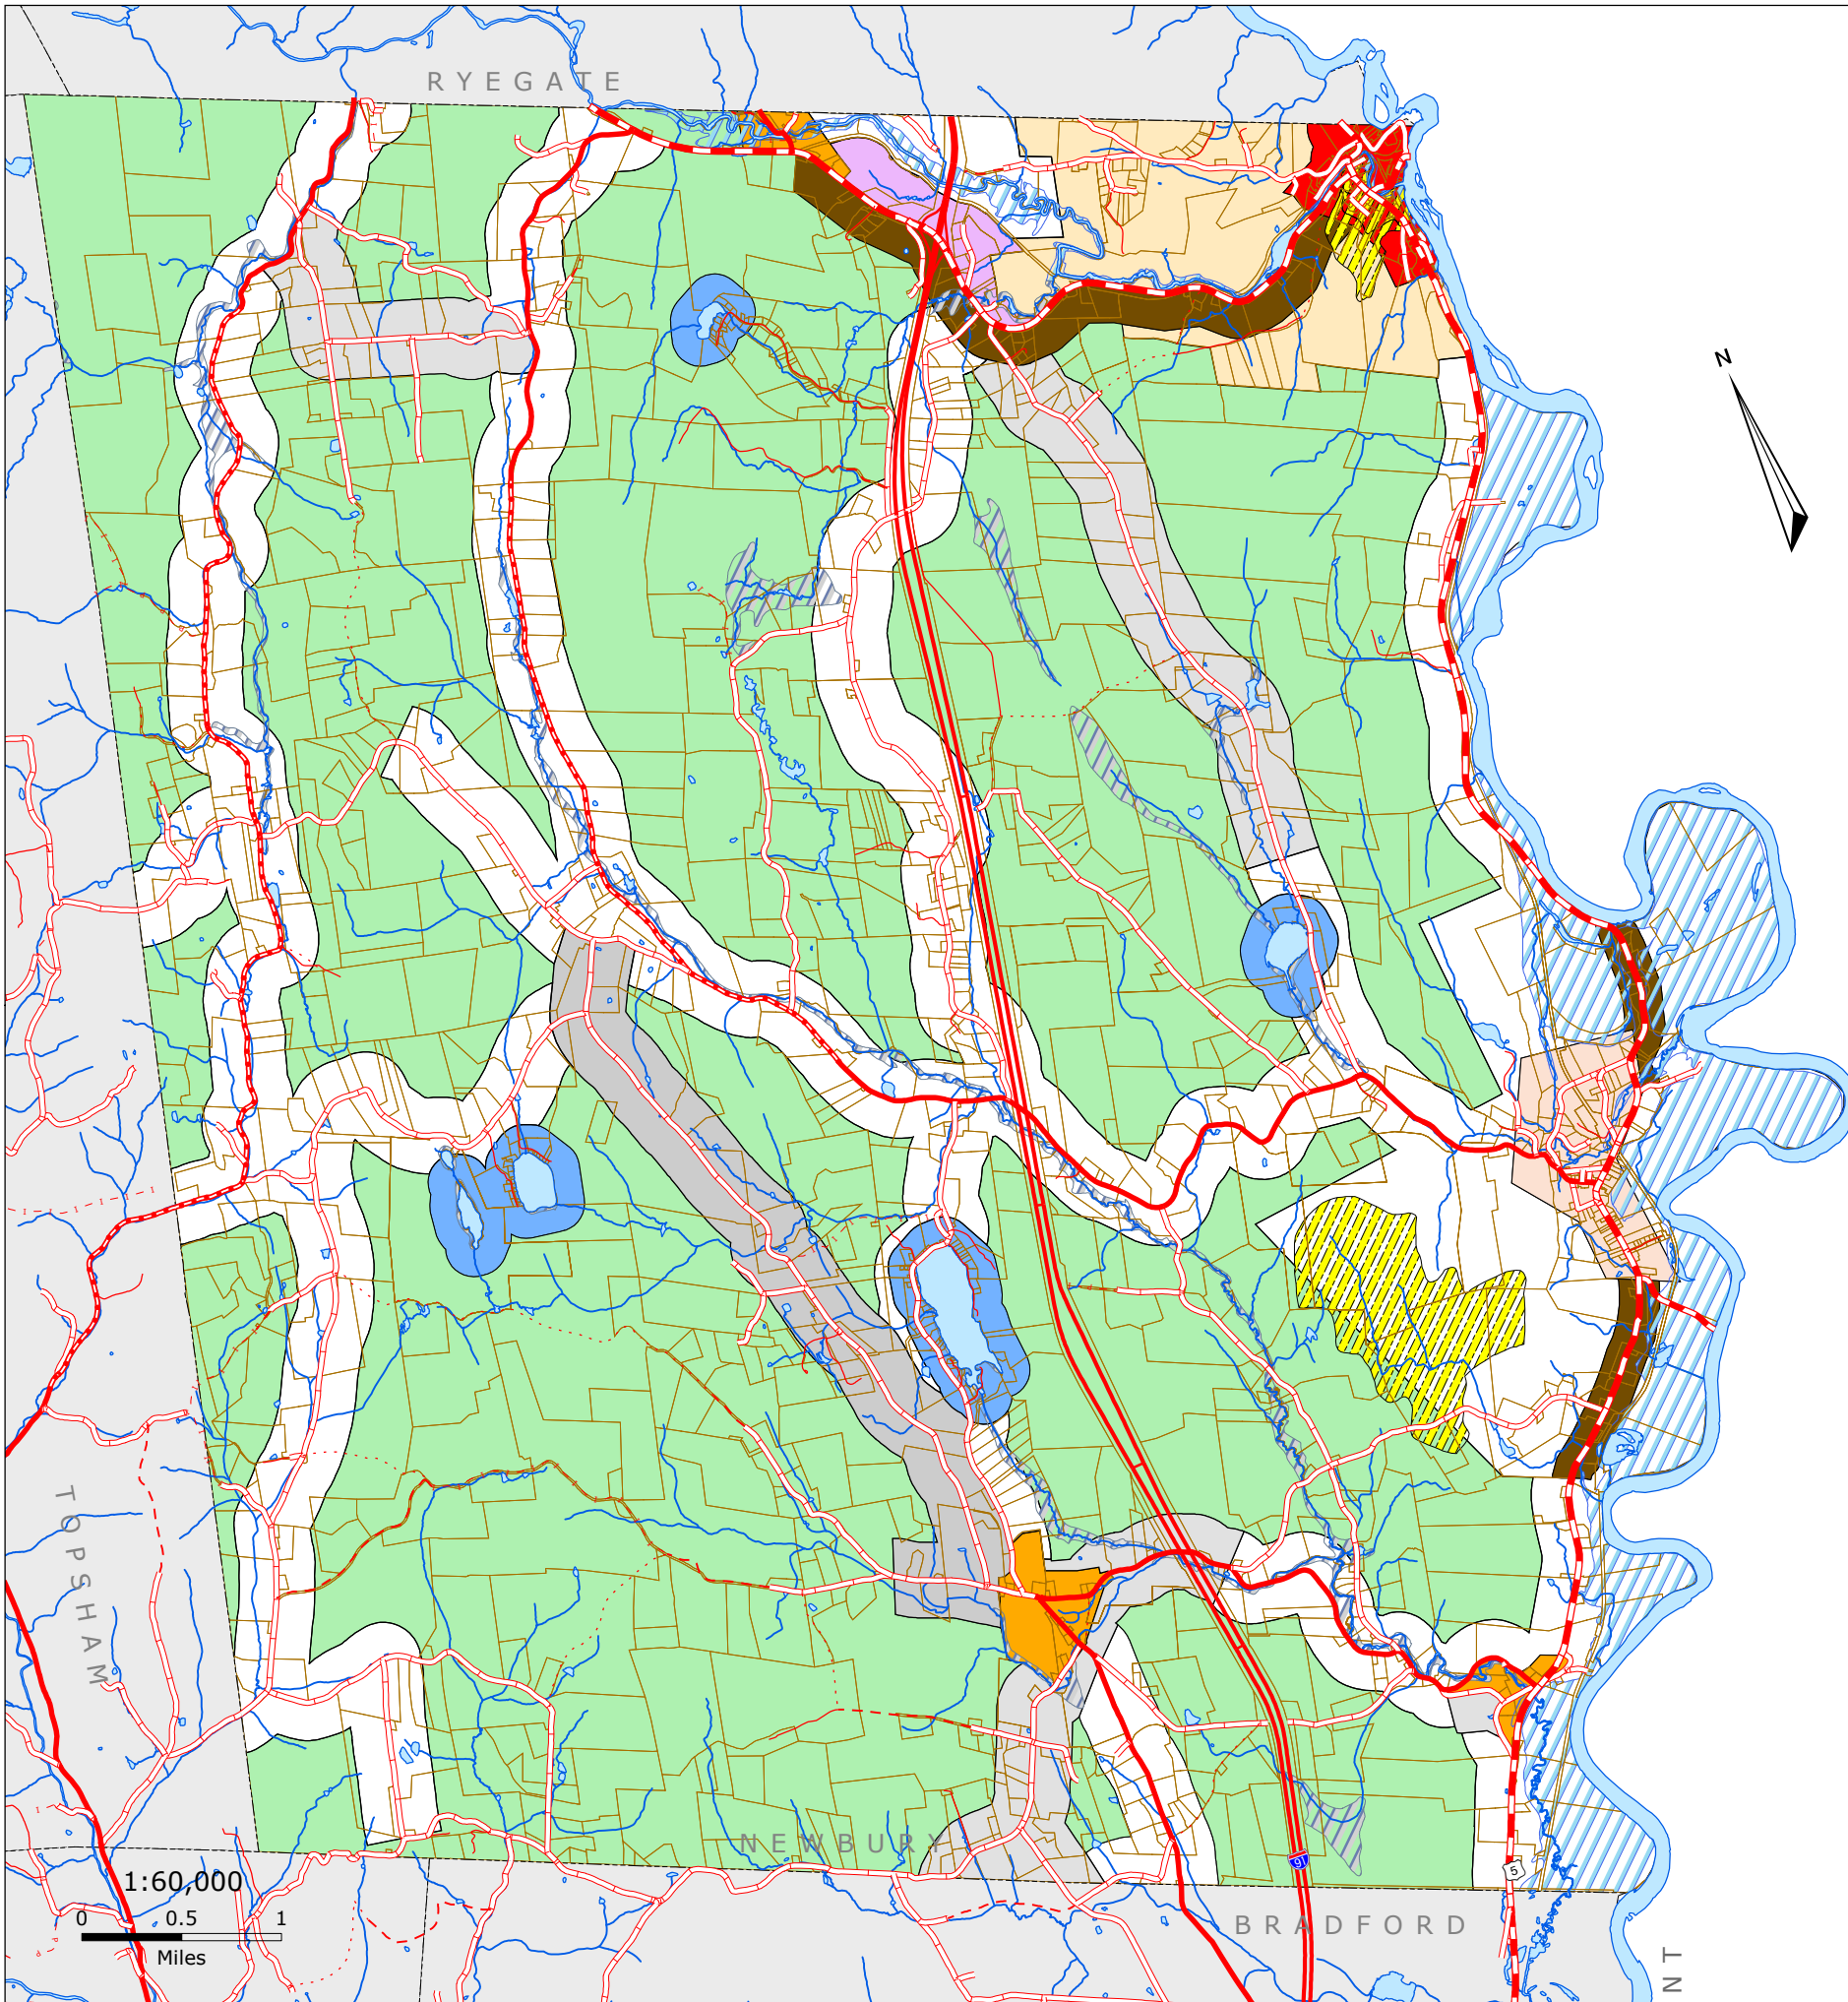 RYEGATE
N
TOPSHAM
NEWBURY
1:60,000
0 0.5 1
Miles
91
5
BRADFORD
NT